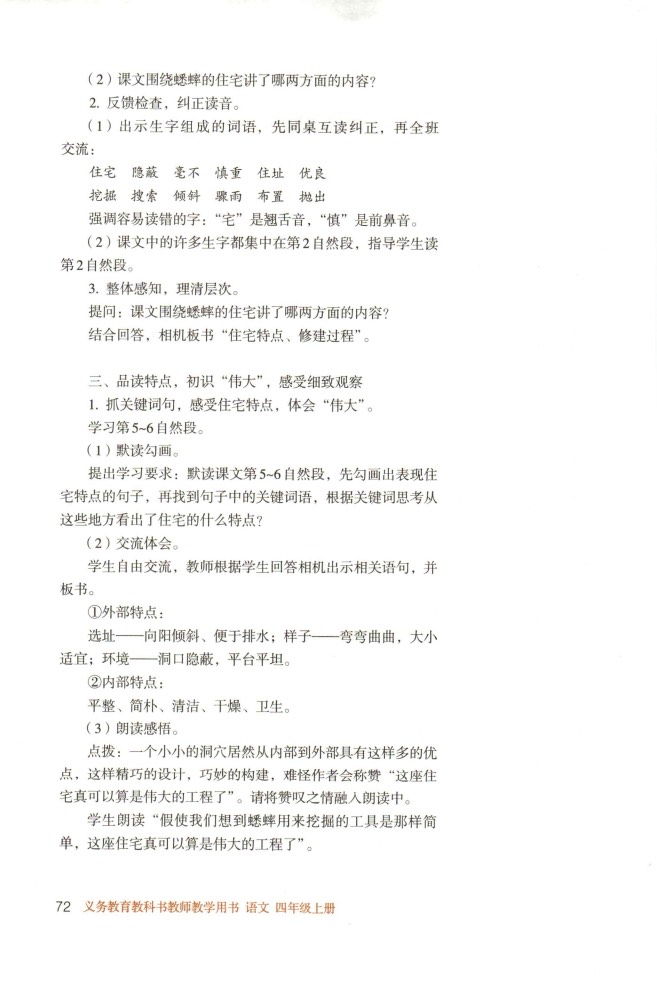 （2）课文围绕蟋蟀的住宅讲了哪两方面的内容？
2. 反馈检查，纠正读音。
（1）出示生字组成的词语，先同桌互读纠正，再全班
交流：
住宅 隐蔽 毫不 慎重 住址 优良
挖掘 搜索 倾斜 骤雨 布置 抛出
强调容易读错的字：“宅”是翘舌音，“慎”是前鼻音。
（2）课文中的许多生字都集中在第2自然段，指导学生读
第2自然段。
3. 整体感知，理清层次。
提问：课文围绕蟋蟀的住宅讲了哪两方面的内容？
结合回答，相机板书“住宅特点、修建过程”。
三、品读特点，初识“伟大”，感受细致观察
1. 抓关键词句，感受住宅特点，体会“伟大”。
学习第5~6自然段。
（1）默读勾画。
提出学习要求：默读课文第5~6自然段，先勾画出表现住
宅特点的句子，再找到句子中的关键词语，根据关键词思考从
这些地方看出了住宅的什么特点？
（2）交流体会。
学生自由交流，教师根据学生回答相机出示相关语句，并
板书。
①外部特点：
选址——向阳倾斜、便于排水；样子——弯弯曲曲，大小
适宜；环境——洞口隐蔽，平台平坦。
②内部特点：
平整、简朴、清洁、干燥、卫生。
（3）朗读感悟。
点拨：一个小小的洞穴居然从内部到外部具有这样多的优
点，这样精巧的设计，巧妙的构建，难怪作者会称赞“这座住
宅真可以算是伟大的工程了”。请将赞叹之情融入朗读中。
学生朗读“假使我们想到蟋蟀用来挖掘的工具是那样简
单，这座住宅真可以算是伟大的工程了”。
72 义务教育教科书教师教学用书 语文 四年级上册